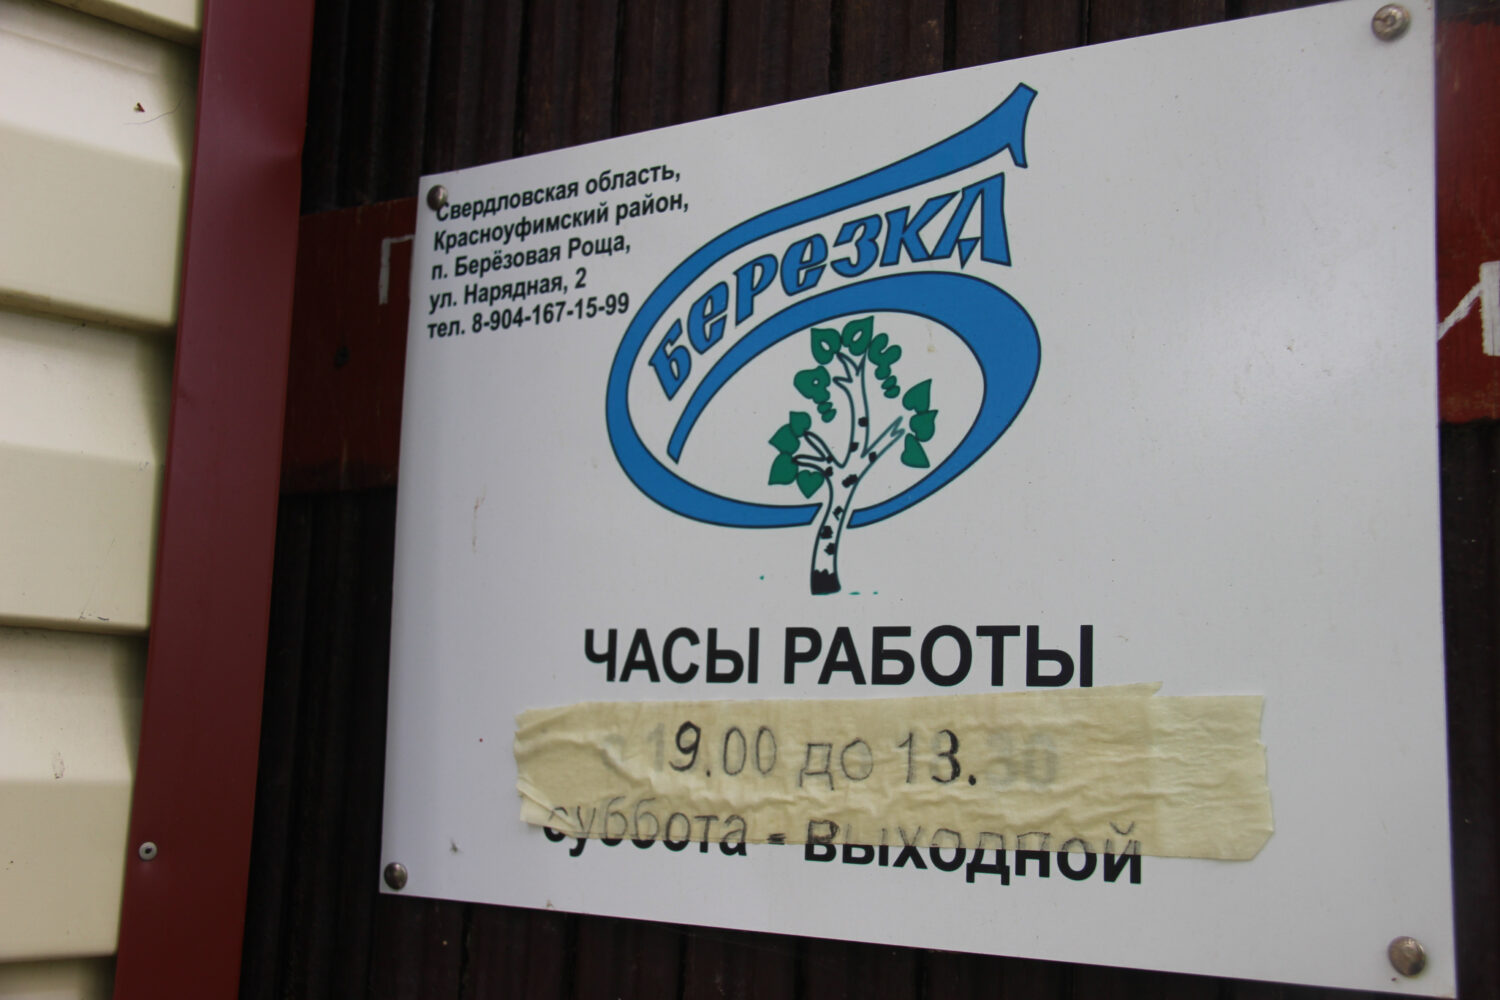 Свердловская область,
Красноуфимский район,
п. Берёзовая Роща,
ул. Нарядная, 2
тел. 8-904-167-15-99
БЕРЕЗКА
ЧАСЫ РАБОТЫ
9.00 до 13.
суббота - выходной